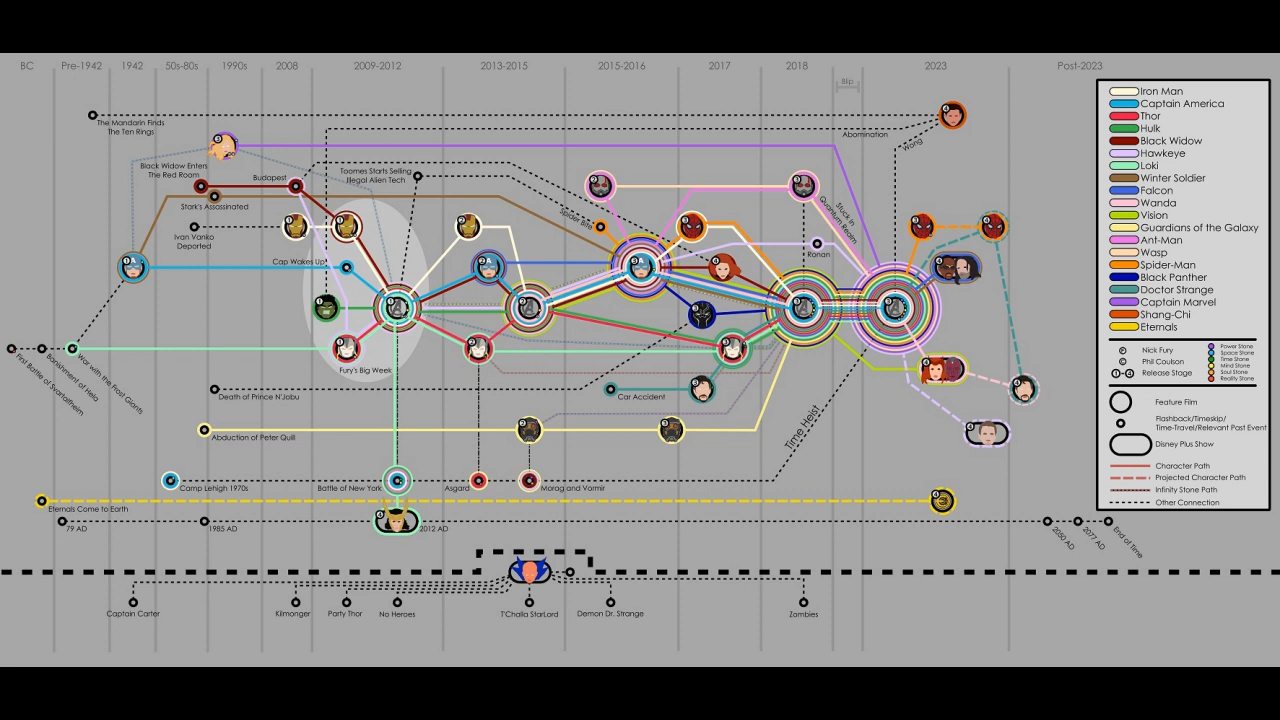 BC
Pre-1942
1942
50s-80s
1990s
2008
2009-2012
2013-2015
2015-2016
2017
2018
Blip
2023
Post-2023
The Mandarin Finds
The Ten Rings
Abomination
Wong
Black Widow Enters
The Red Room
Budapest
Toomes Starts Selling
Illegal Alien Tech
Stark's Assassinated
Spider Bite
Stuck in
Quantum Realm
Ivan Vanko
Deported
Cap Wakes Up
Ronan
First Battle of Svartalfheim
Banishment of Hela
War with the Frost Giants
Fury's Big Week
Death of Prince N'Jobu
Car Accident
Abduction of Peter Quill
Time Heist
Camp Lehigh 1970s
Battle of New York
Asgard
Morag and Vormir
Eternals Come to Earth
79 AD
1985 AD
2012 AD
2050 AD
2077 AD
End of Time
Captain Carter
Kilmonger
Party Thor
No Heroes
T'Challa StarLord
Demon Dr. Strange
Zombies
Iron Man
Captain America
Thor
Hulk
Black Widow
Hawkeye
Loki
Winter Soldier
Falcon
Wanda
Vision
Guardians of the Galaxy
Ant-Man
Wasp
Spider-Man
Black Panther
Doctor Strange
Captain Marvel
Shang-Chi
Eternals
F Nick Fury
C Phil Coulson
1-4 Release Stage
Power Stone
Space Stone
Time Stone
Mind Stone
Soul Stone
Reality Stone
Feature Film
Flashback/Timeskip/
Time-Travel/Relevant Past Event
Disney Plus Show
Character Path
Projected Character Path
Infinity Stone Path
Other Connection